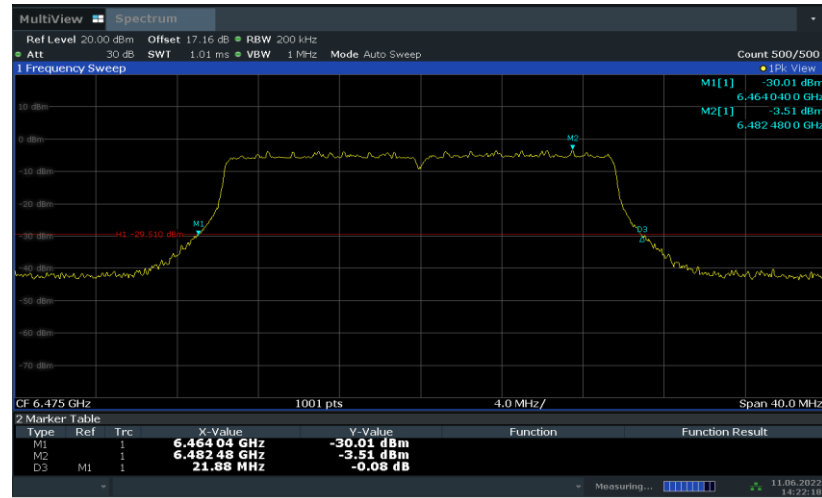 MultiView Spectrum
Ref Level 20.00 dBm Offset 17.16 dB RBW 200 kHz
Att 30 dB SWT 1.01 ms VBW 1 MHz Mode Auto Sweep Count 500/500
1 Frequency Sweep 1Pk View
M1[1] -30.01 dBm
6.464 040 0 GHz
M2[1] -3.51 dBm
6.482 480 0 GHz
10 dBm
0 dBm
M2
-10 dBm
-20 dBm
M1
D3
-30 dBm H1 -29.510 dBm
-40 dBm
-50 dBm
-60 dBm
-70 dBm
CF 6.475 GHz 1001 pts 4.0 MHz/ Span 40.0 MHz
2 Marker Table
Type Ref Trc X-Value Y-Value Function Function Result
M1 1 6.464 04 GHz -30.01 dBm
M2 1 6.482 48 GHz -3.51 dBm
D3 M1 1 21.88 MHz -0.08 dB
Measuring... 11.06.2022
14:22:18